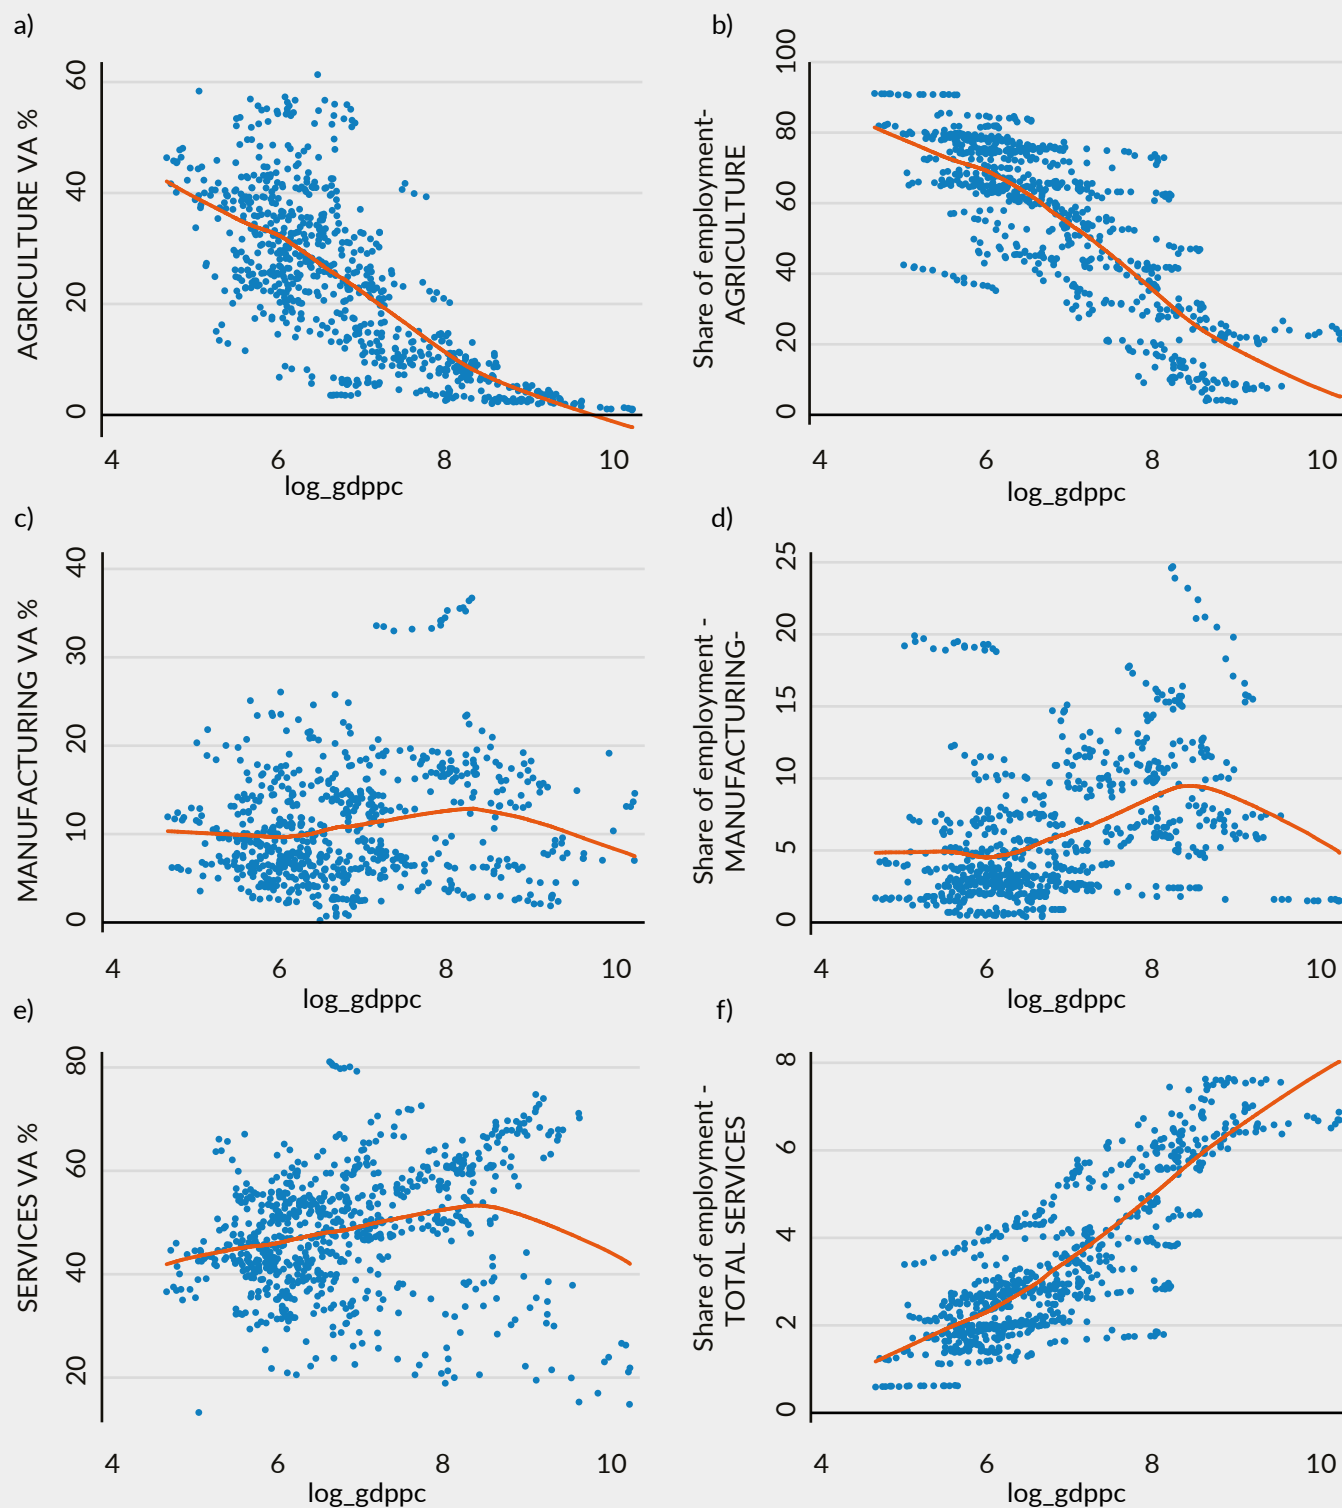 a)
AGRICULTURE VA %
60
40
20
0
4 6 8 10
log_gdppc
b)
Share of employment-
AGRICULTURE
100
80
60
40
20
0
4 6 8 10
log_gdppc
c)
MANUFACTURING VA %
40
30
20
10
0
4 6 8 10
log_gdppc
d)
Share of employment -
MANUFACTURING-
25
20
15
10
5
0
4 6 8 10
log_gdppc
e)
SERVICES VA %
80
60
40
20
4 6 8 10
log_gdppc
f)
Share of employment -
TOTAL SERVICES
8
6
4
2
0
4 6 8 10
log_gdppc